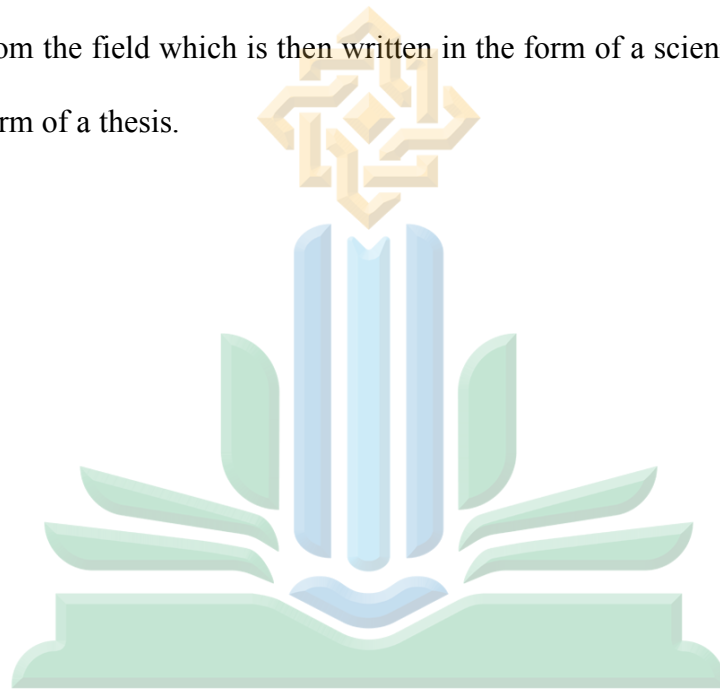 om the field which is then written in the form of a scien
rm of a thesis.